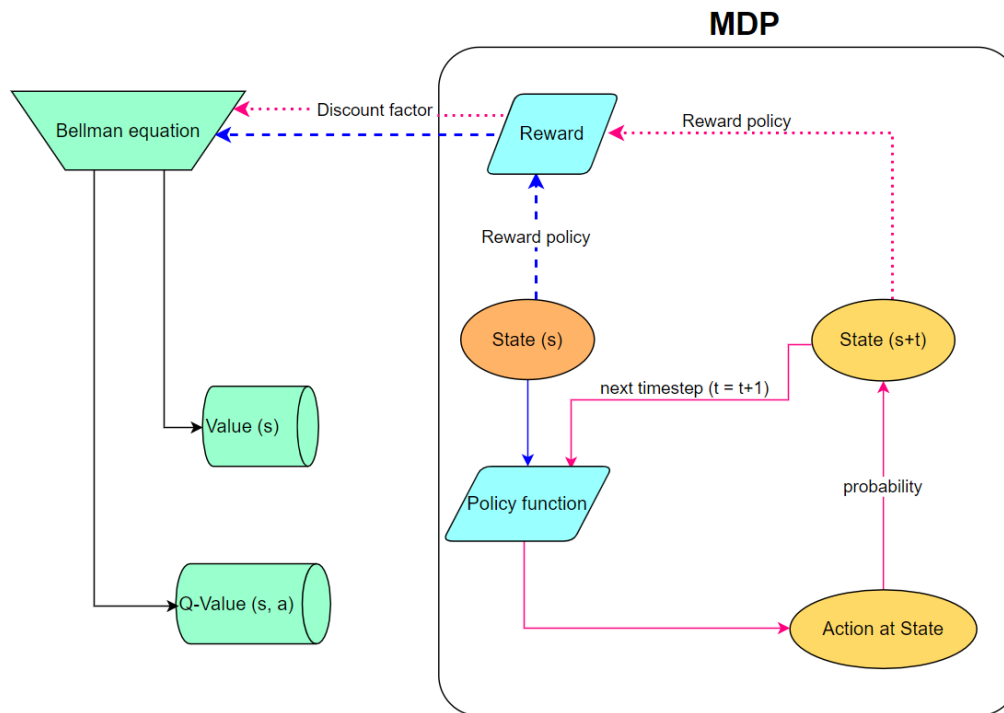 MDP
Discount factor
Bellman equation
Reward
Reward policy
Reward policy
State (s)
State (s+t)
next timestep (t = t+1)
Value (s)
Policy function
probability
Q-Value (s, a)
Action at State